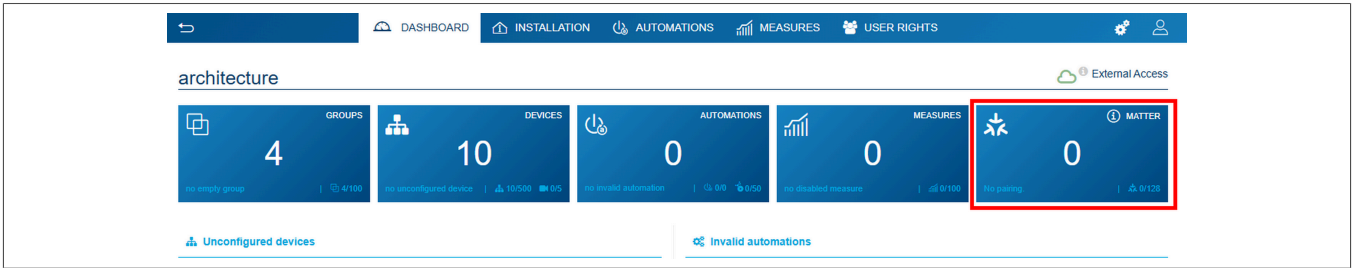 DASHBOARD INSTALLATION AUTOMATIONS MEASURES USER RIGHTS
architecture
External Access
GROUPS
4
no empty group | 4/100
DEVICES
10
no unconfigured device | 10/500 0/5
AUTOMATIONS
0
no invalid automation | 0/0 0/50
MEASURES
0
no disabled measure | 0/100
MATTER
0
No pairing. | 0/128
Unconfigured devices
Invalid automations